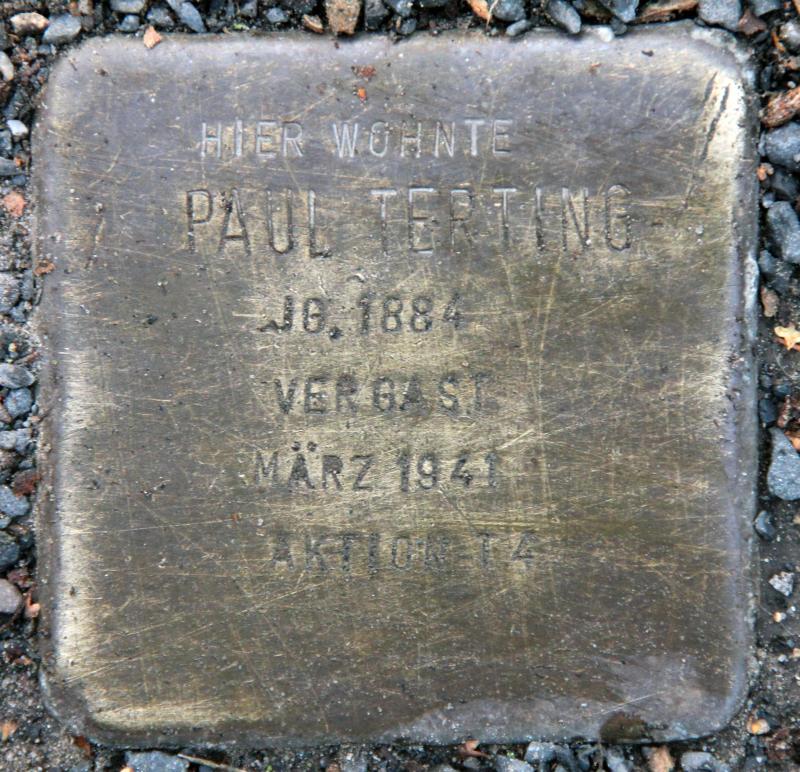 HIER WOHNTE
PAUL TERTING
JG. 1884
VERGAST
MÄRZ 1941
AKTION T4